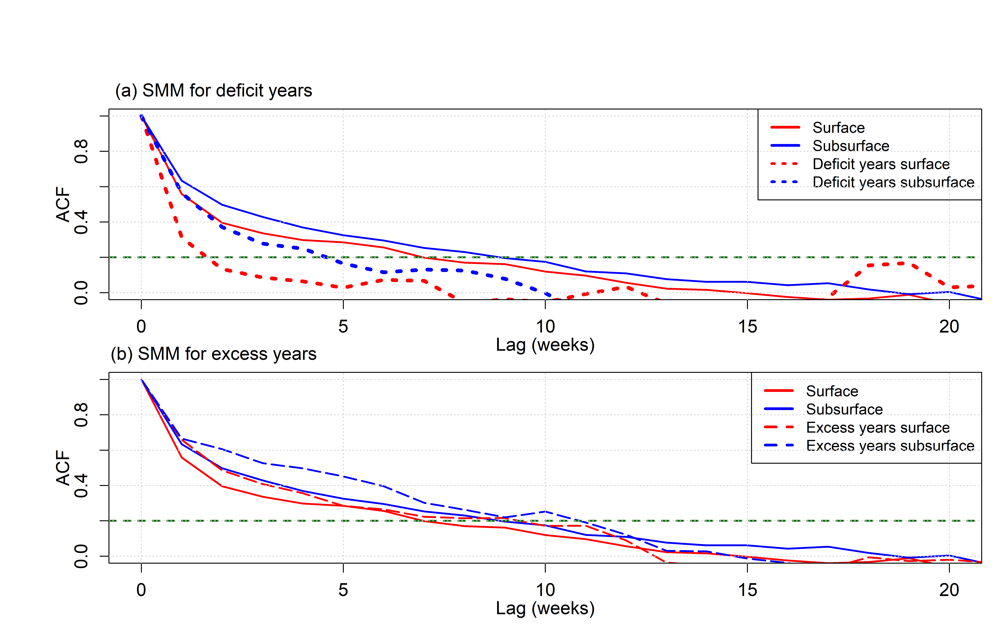 (a) SMM for deficit years
ACF
0.8
0.4
0.0
Surface
Subsurface
Deficit years surface
Deficit years subsurface
0 5 10 15 20
Lag (weeks)
(b) SMM for excess years
ACF
0.8
0.4
0.0
Surface
Subsurface
Excess years surface
Excess years subsurface
0 5 10 15 20
Lag (weeks)